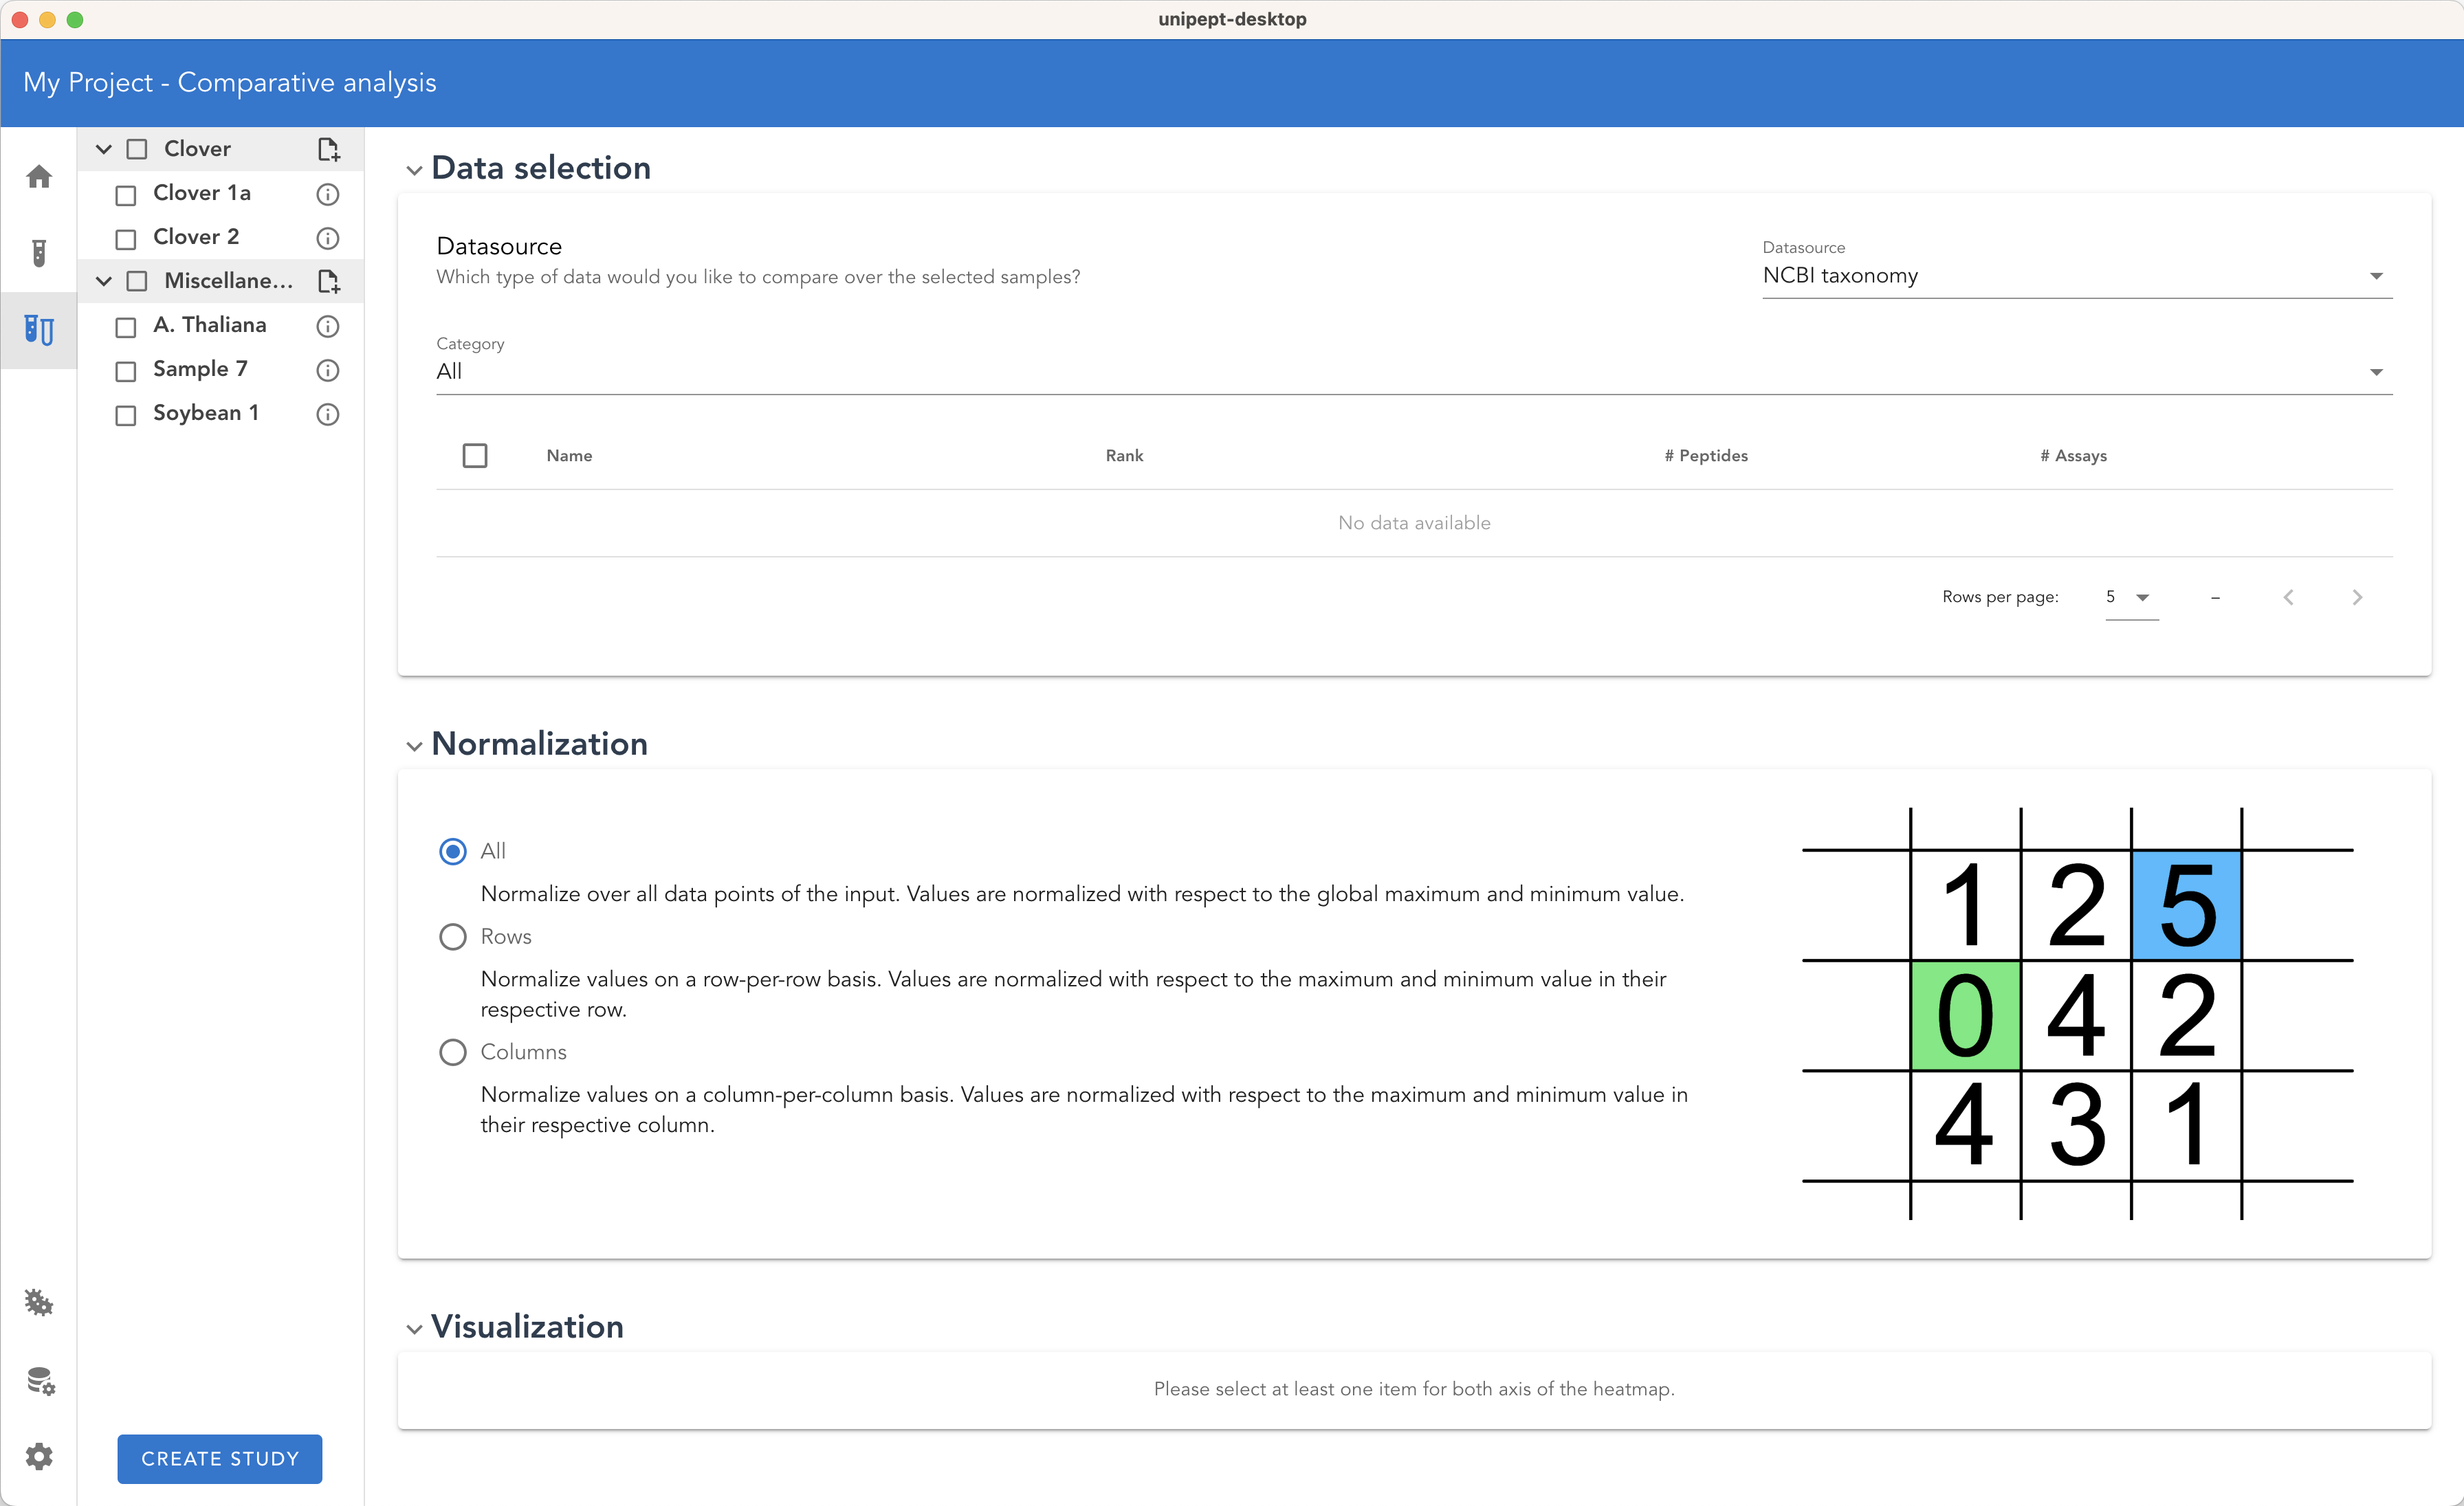 unipept-desktop
My Project - Comparative analysis
Clover
Clover 1a
Clover 2
Miscellane...
A. Thaliana
Sample 7
Soybean 1
CREATE STUDY
Data selection
Datasource
Which type of data would you like to compare over the selected samples?
Datasource
NCBI taxonomy
Category
All
Name Rank # Peptides # Assays
No data available
Rows per page: 5 –
Normalization
All
Normalize over all data points of the input. Values are normalized with respect to the global maximum and minimum value.
Rows
Normalize values on a row-per-row basis. Values are normalized with respect to the maximum and minimum value in their
respective row.
Columns
Normalize values on a column-per-column basis. Values are normalized with respect to the maximum and minimum value in
their respective column.
1 2 5
0 4 2
4 3 1
Visualization
Please select at least one item for both axis of the heatmap.